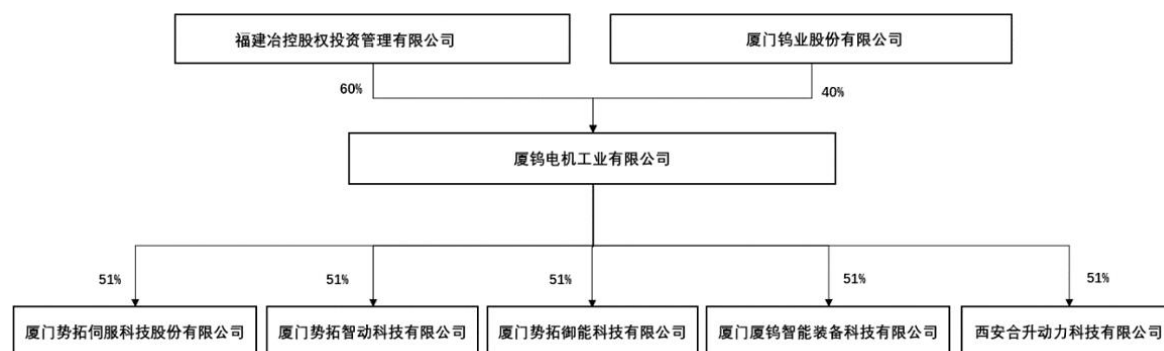 福建冶控股权投资管理有限公司
厦门钨业股份有限公司
60%
40%
厦钨电机工业有限公司
51%
51%
51%
51%
51%
厦门势拓伺服科技股份有限公司
厦门势拓智动科技有限公司
厦门势拓御能科技有限公司
厦门厦钨智能装备科技有限公司
西安合升动力科技有限公司